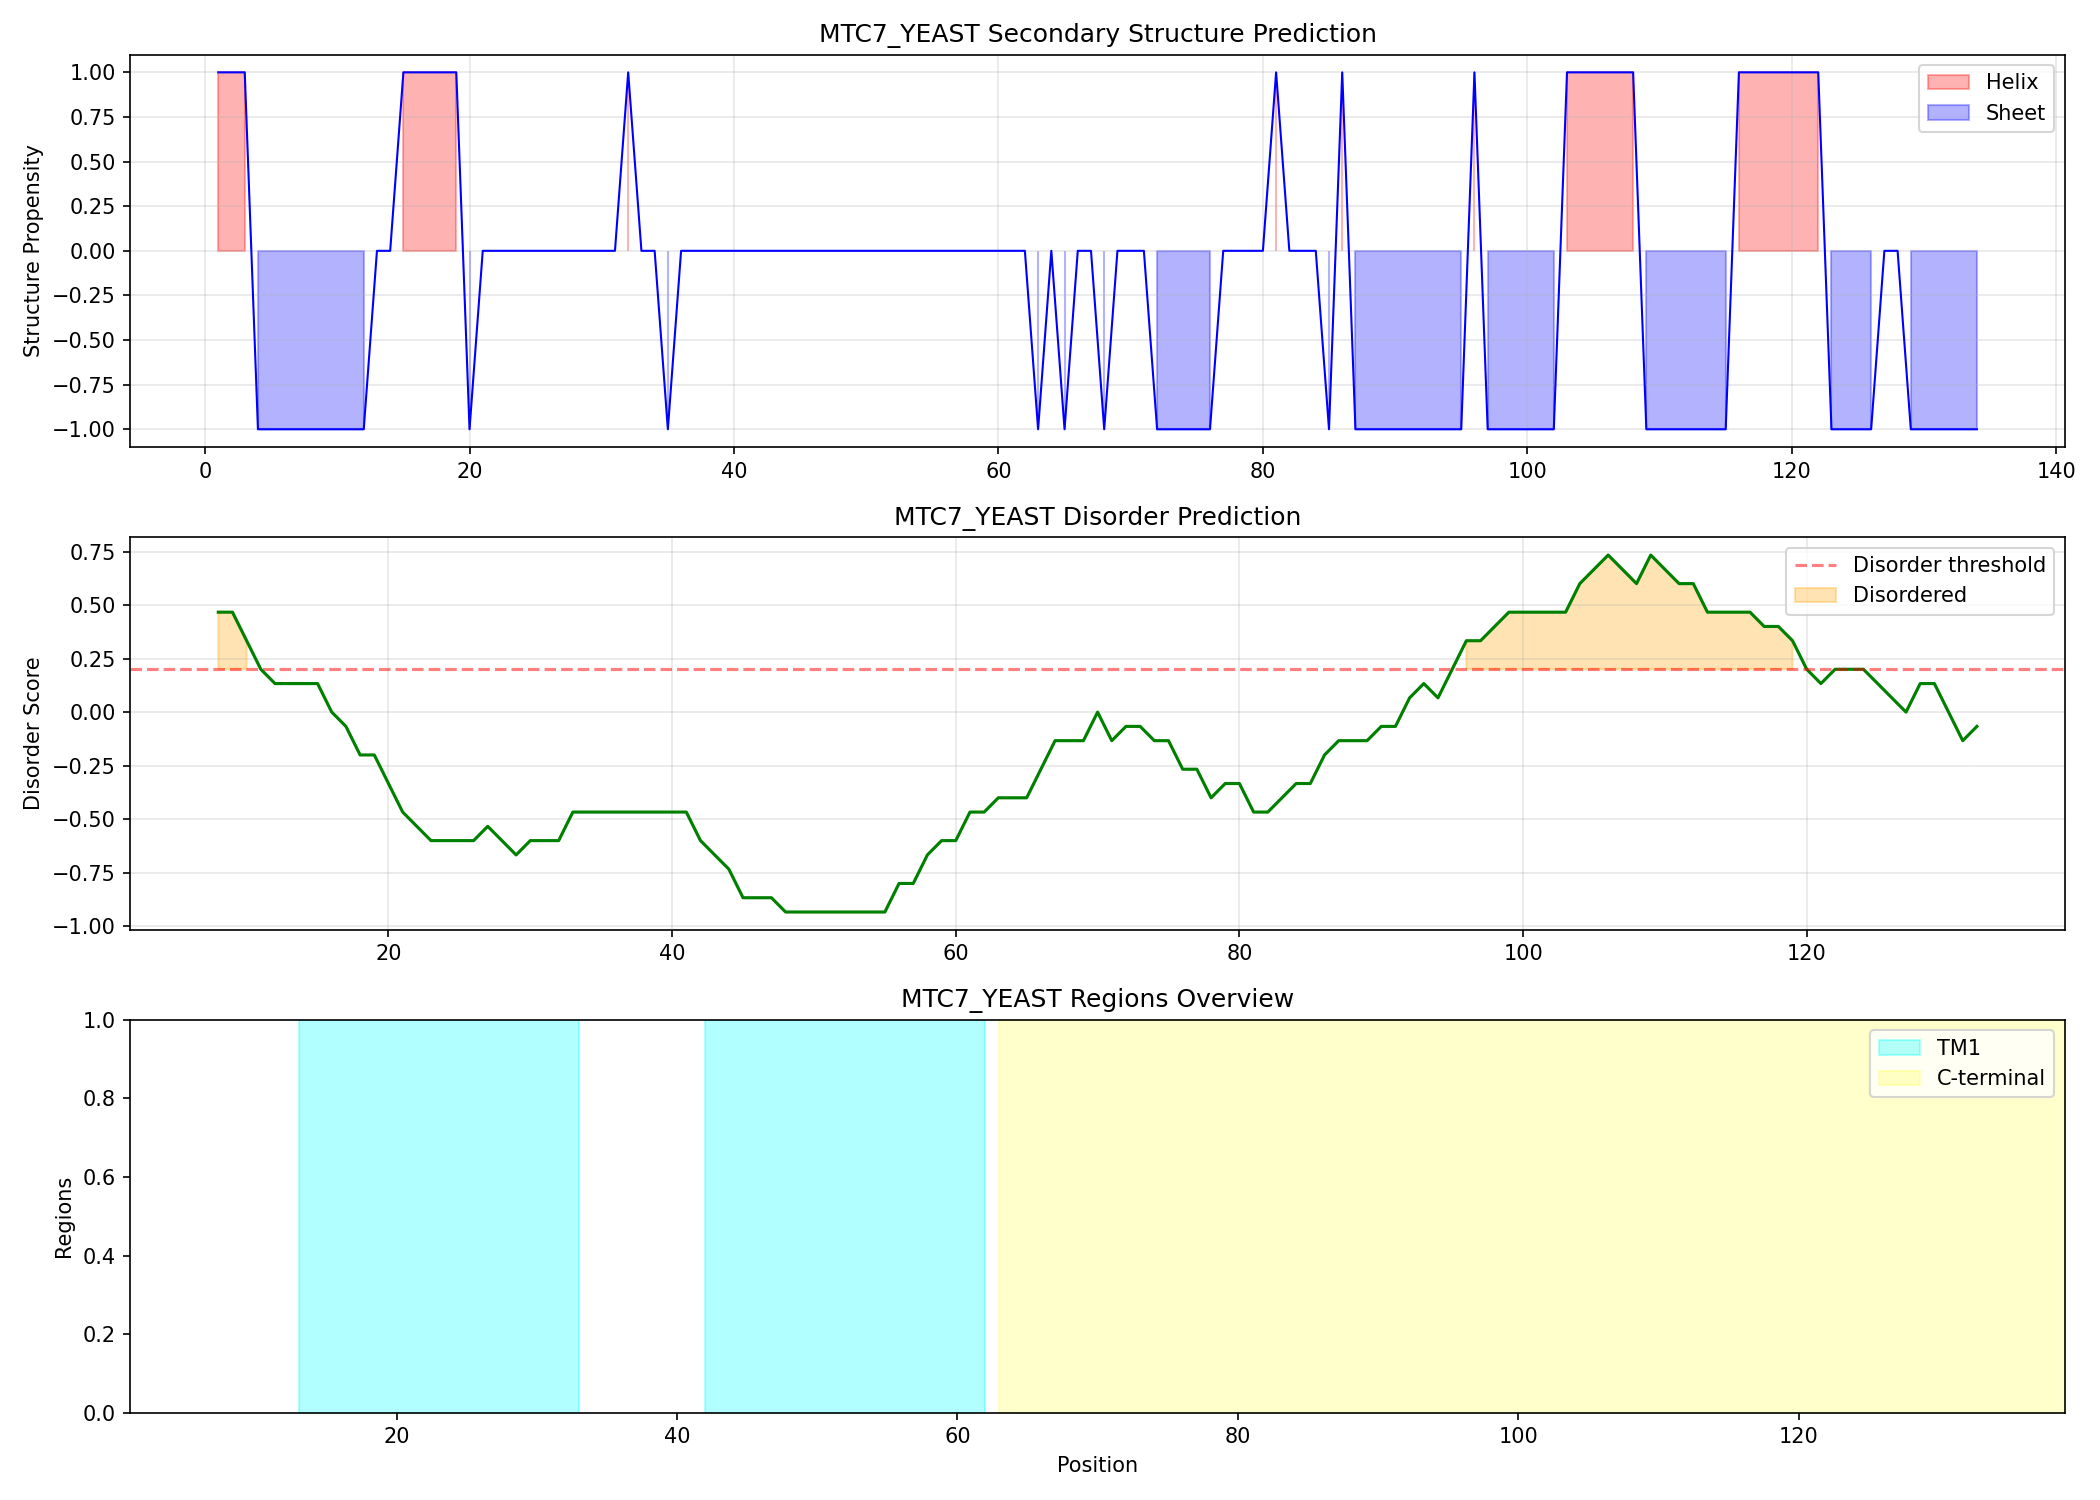 MTC7_YEAST Secondary Structure Prediction
Structure Propensity
1.00
0.75
0.50
0.25
0.00
−0.25
−0.50
−0.75
−1.00
Helix
Sheet
0 20 40 60 80 100 120 140
MTC7_YEAST Disorder Prediction
Disorder Score
0.75
0.50
0.25
0.00
−0.25
−0.50
−0.75
−1.00
Disorder threshold
Disordered
20 40 60 80 100 120
MTC7_YEAST Regions Overview
Regions
1.0
0.8
0.6
0.4
0.2
0.0
TM1
C-terminal
20 40 60 80 100 120
Position